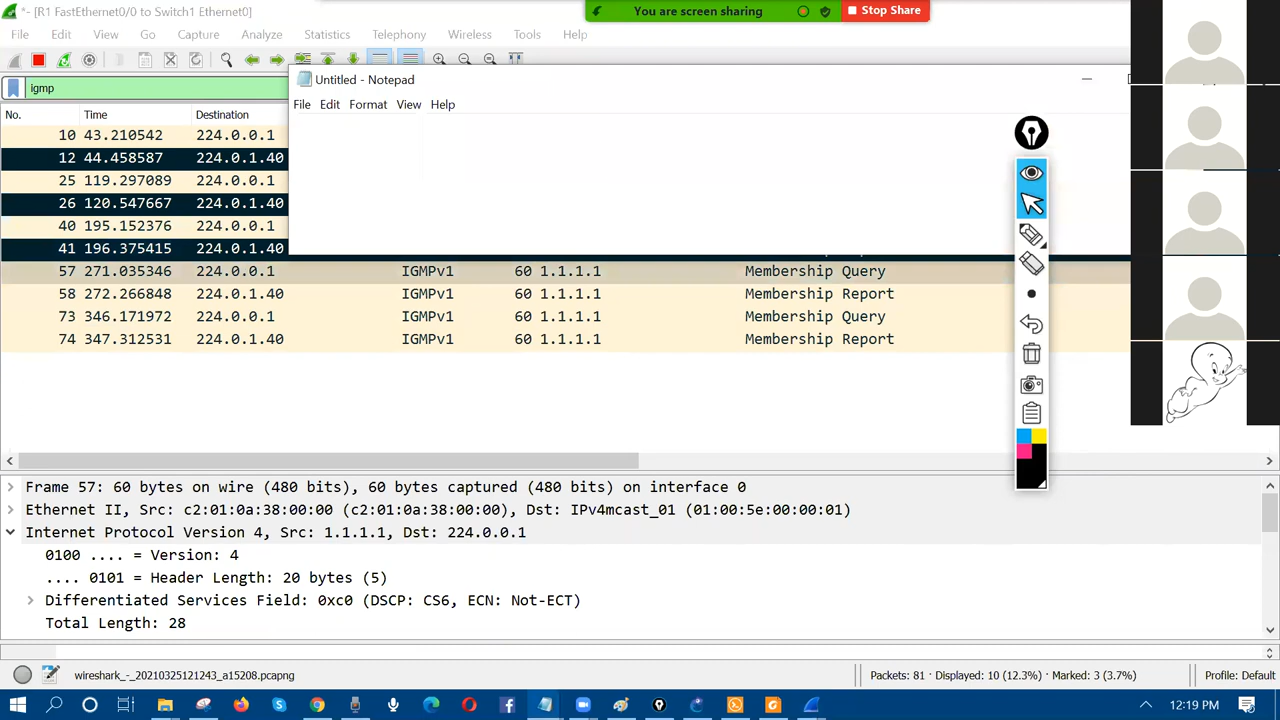 *- [R1 FastEthernet0/0 to Switch1 Ethernet0]
You are screen sharing
Stop Share
File Edit View Go Capture Analyze Statistics Telephony Wireless Tools Help
Untitled - Notepad
igmp
File Edit Format View Help
No. Time Destination
10 43.210542 224.0.0.1
12 44.458587 224.0.1.40
25 119.297089 224.0.0.1
26 120.547667 224.0.1.40
40 195.152376 224.0.0.1
41 196.375415 224.0.1.40
57 271.035346 224.0.0.1 IGMPv1 60 1.1.1.1 Membership Query
58 272.266848 224.0.1.40 IGMPv1 60 1.1.1.1 Membership Report
73 346.171972 224.0.0.1 IGMPv1 60 1.1.1.1 Membership Query
74 347.312531 224.0.1.40 IGMPv1 60 1.1.1.1 Membership Report
Frame 57: 60 bytes on wire (480 bits), 60 bytes captured (480 bits) on interface 0
Ethernet II, Src: c2:01:0a:38:00:00 (c2:01:0a:38:00:00), Dst: IPv4mcast_01 (01:00:5e:00:00:01)
Internet Protocol Version 4, Src: 1.1.1.1, Dst: 224.0.0.1
0100 .... = Version: 4
.... 0101 = Header Length: 20 bytes (5)
Differentiated Services Field: 0xc0 (DSCP: CS6, ECN: Not-ECT)
Total Length: 28
wireshark_-_20210325121243_a15208.pcapng
Packets: 81 · Displayed: 10 (12.3%) · Marked: 3 (3.7%)
Profile: Default
12:19 PM